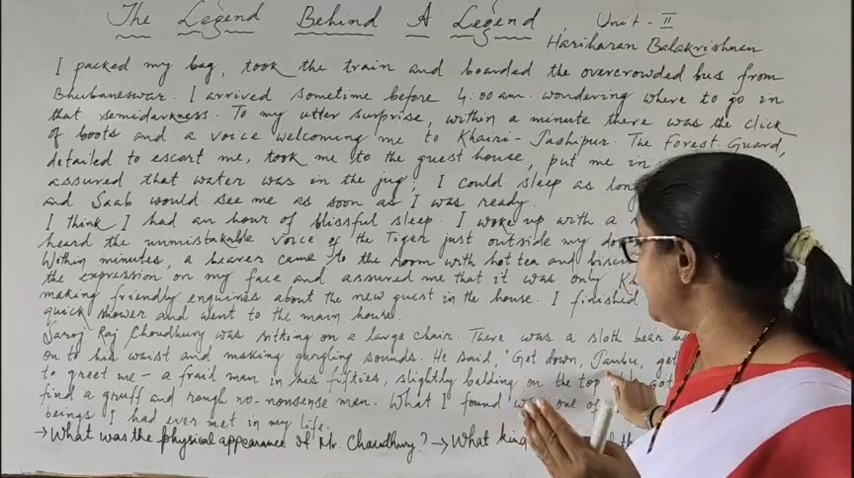 The Legend Behind A Legend
Unit - II
Hariharan Balakrishnan
I packed my bag, took the train and boarded the overcrowded bus from
Bhubaneswar. I arrived sometime before 4:00 am. wondering where to go in
that semidarkness. To my utter surprise, within a minute there was the click
of boots and a voice welcoming me to Khairi - Jashipur. The Forest Guard,
detailed to escort me, took me to the guest house, put me in
assured that water was in the jug; I could sleep as long
and Saab would see me as soon as I was ready.
I think I had an hour of blissful sleep. I woke up with a
heard the unmistakable voice of the Tiger just outside my
Within minutes, a bearer came to the room with hot tea and
the expression on my face and assured me that it was only
making friendly enquiries about the new guest in the house. I finished
quick shower and went to the main house.
Saroj Raj Choudhury was sitting on a large chair. There was a sloth bear
on to his waist and making gurgling sounds. He said, 'Get down, Jambu,
to greet me - a fraid man in his fifties, slightly balding on the top
find a gruff and rough no-nonsense man. What I found was one of
beings I had ever met in my life.
→ What was the physical appearance of Mr. Choudhury? → What